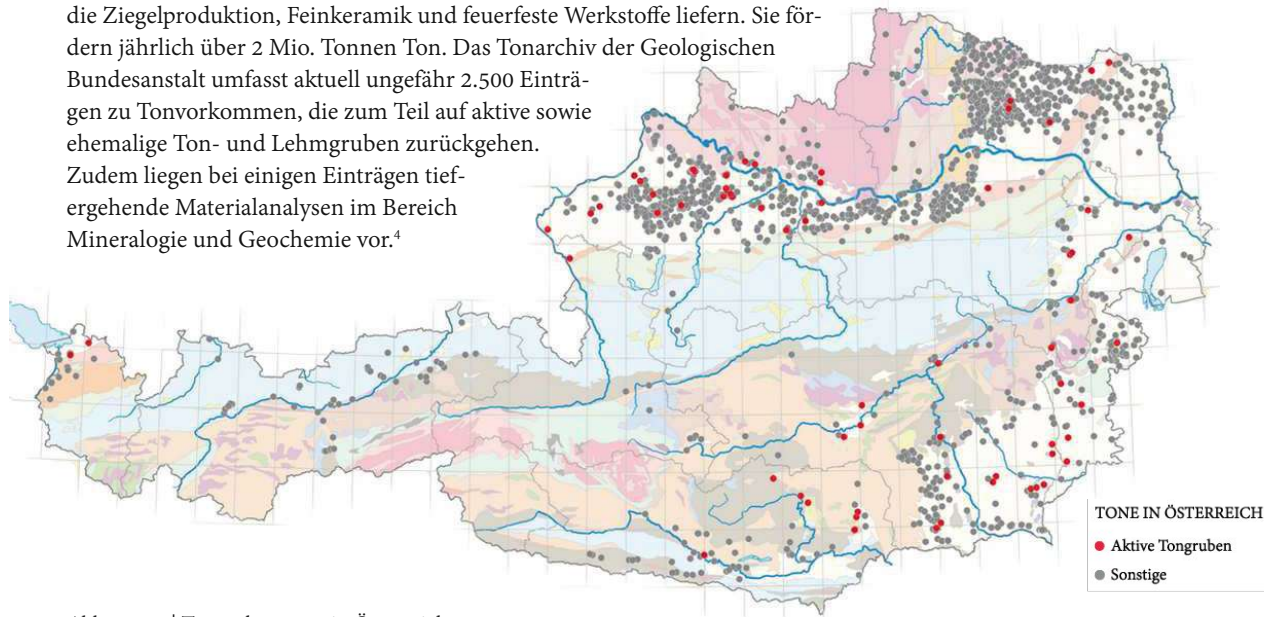 die Ziegelproduktion, Feinkeramik und feuerfeste Werkstoffe liefern. Sie för-
dern jährlich über 2 Mio. Tonnen Ton. Das Tonarchiv der Geologischen
Bundesanstalt umfasst aktuell ungefähr 2.500 Einträ-
gen zu Tonvorkommen, die zum Teil auf aktive sowie
ehemalige Ton- und Lehmgruben zurückgehen.
Zudem liegen bei einigen Einträgen tief-
ergehende Materialanalysen im Bereich
Mineralogie und Geochemie vor.⁴
TONE IN ÖSTERREICH
Aktive Tongruben
Sonstige